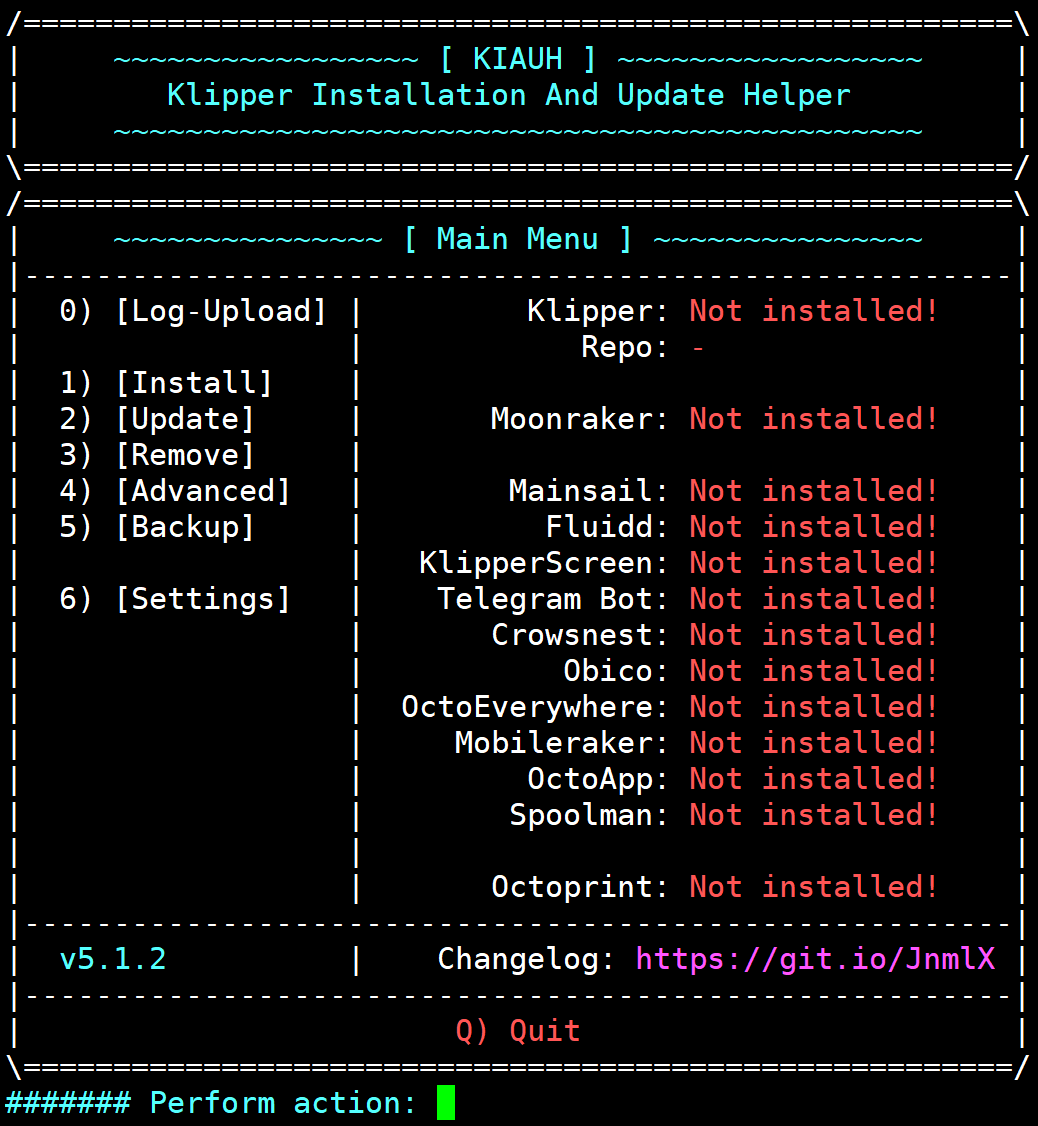 /=======================================================\
|     ~~~~~~~~~~~~~~~~~ [ KIAUH ] ~~~~~~~~~~~~~~~~~     |
|        Klipper Installation And Update Helper         |
|     ~~~~~~~~~~~~~~~~~~~~~~~~~~~~~~~~~~~~~~~~~~~~~     |
\=======================================================/
/=======================================================\
|     ~~~~~~~~~~~~~~~ [ Main Menu ] ~~~~~~~~~~~~~~~     |
|-------------------------------------------------------|
|  0) [Log-Upload] |         Klipper: Not installed!    |
|                  |            Repo: -                 |
|  1) [Install]    |                                    |
|  2) [Update]     |       Moonraker: Not installed!    |
|  3) [Remove]     |                                    |
|  4) [Advanced]   |        Mainsail: Not installed!    |
|  5) [Backup]     |          Fluidd: Not installed!    |
|                  |   KlipperScreen: Not installed!    |
|  6) [Settings]   |    Telegram Bot: Not installed!    |
|                  |       Crowsnest: Not installed!    |
|                  |           Obico: Not installed!    |
|                  |  OctoEverywhere: Not installed!    |
|                  |     Mobileraker: Not installed!    |
|                  |         OctoApp: Not installed!    |
|                  |        Spoolman: Not installed!    |
|                  |                                    |
|                  |       Octoprint: Not installed!    |
|-------------------------------------------------------|
|  v5.1.2          |    Changelog: https://git.io/JnmlX |
|-------------------------------------------------------|
|                        Q) Quit                        |
\=======================================================/
####### Perform action: